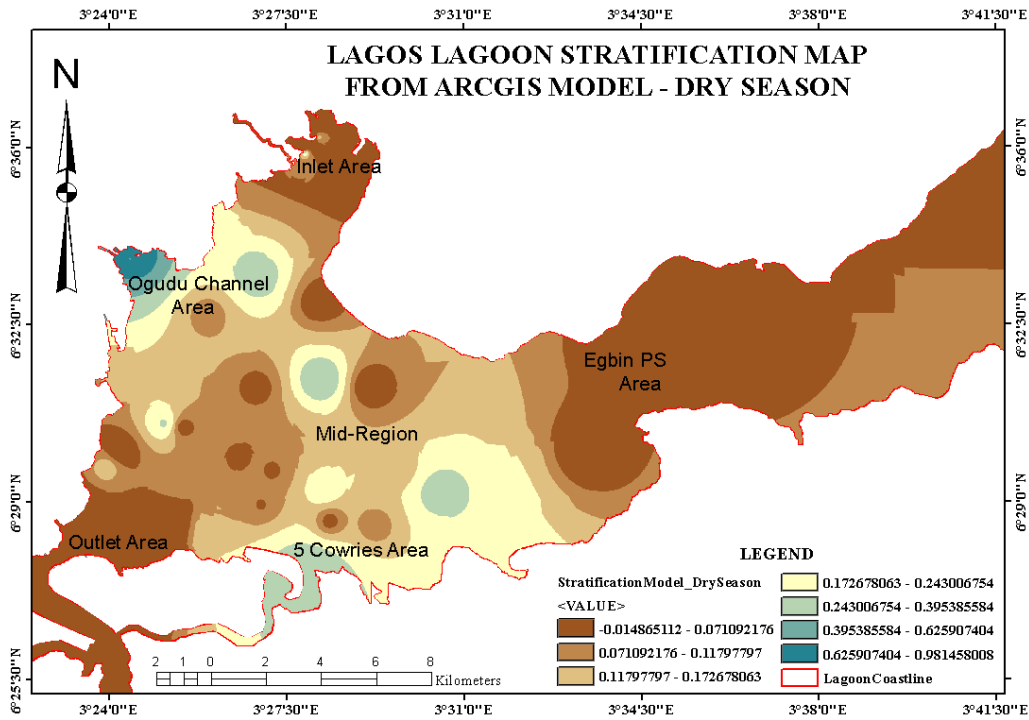 3°24'0"E 3°27'30"E 3°31'0"E 3°34'30"E 3°38'0"E 3°41'30"E
LAGOS LAGOON STRATIFICATION MAP
FROM ARCGIS MODEL - DRY SEASON
N
6°36'0"N 6°36'0"N
Inlet Area
Ogudu Channel
Area
6°32'30"N 6°32'30"N
Egbin PS
Area
Mid-Region
6°29'0"N 6°29'0"N
Outlet Area
5 Cowries Area
LEGEND
StratificationModel_DrySeason
<VALUE>
-0.014865112 - 0.071092176
0.071092176 - 0.11797797
0.11797797 - 0.172678063
0.172678063 - 0.243006754
0.243006754 - 0.395385584
0.395385584 - 0.625907404
0.625907404 - 0.981458008
LagoonCoastline
2 1 0 2 4 6 8
Kilometers
6°25'30"N 6°25'30"N
3°24'0"E 3°27'30"E 3°31'0"E 3°34'30"E 3°38'0"E 3°41'30"E